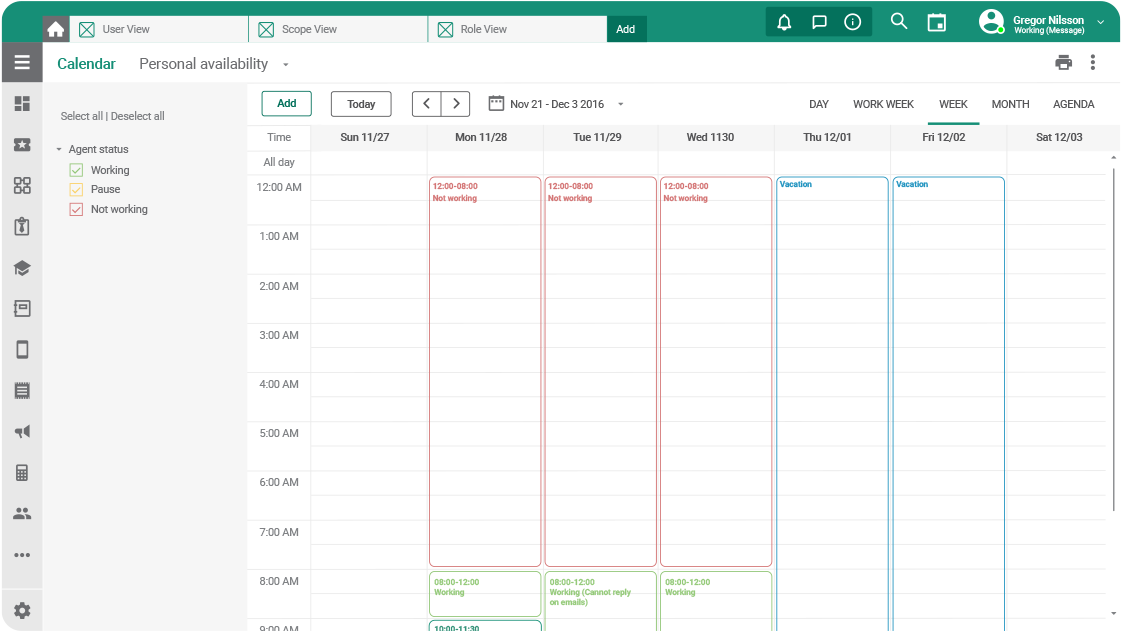 User View
Scope View
Role View
Add
Gregor Nilsson
Working (Message)
Calendar
Personal availability
Select all | Deselect all
Agent status
Working
Pause
Not working
Add
Today
Nov 21 - Dec 3 2016
DAY
WORK WEEK
WEEK
MONTH
AGENDA
Time
Sun 11/27
Mon 11/28
Tue 11/29
Wed 1130
Thu 12/01
Fri 12/02
Sat 12/03
All day
12:00 AM
1:00 AM
2:00 AM
3:00 AM
4:00 AM
5:00 AM
6:00 AM
7:00 AM
8:00 AM
9:00 AM
12:00-08:00
Not working
12:00-08:00
Not working
12:00-08:00
Not working
Vacation
Vacation
08:00-12:00
Working
08:00-12:00
Working (Cannot reply
on emails)
08:00-12:00
Working
10:00-11:30